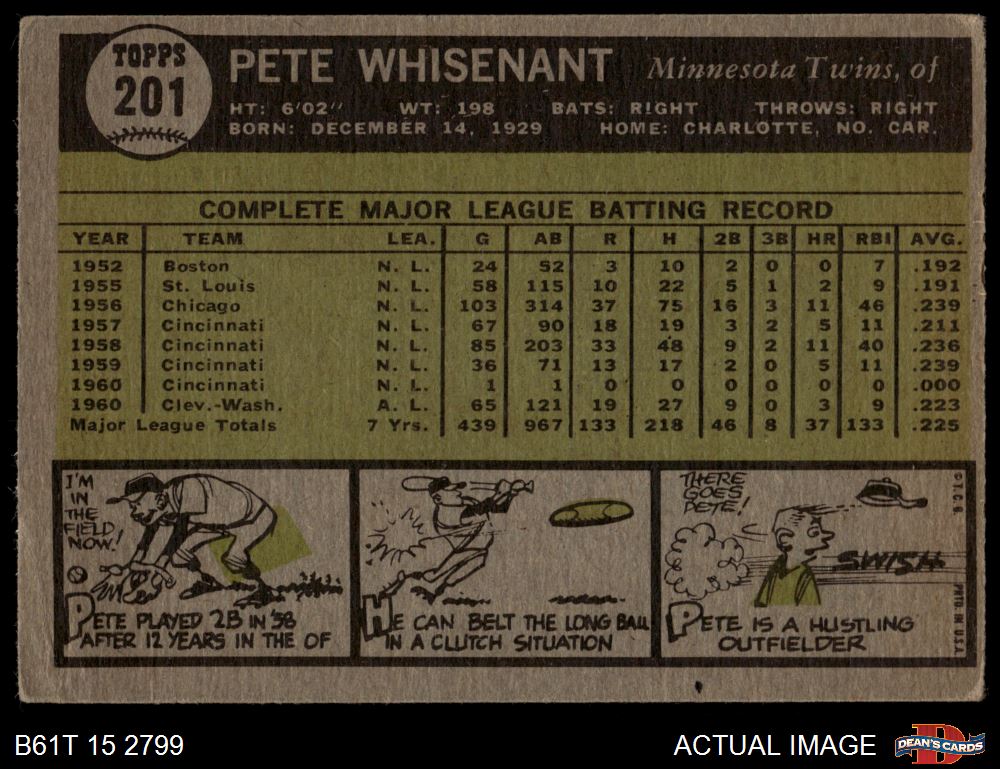 TOPPS
201
PETE WHISENANT Minnesota Twins, of
HT: 6'02" WT: 198 BATS: RIGHT THROWS: RIGHT
BORN: DECEMBER 14, 1929 HOME: CHARLOTTE, NO. CAR.
COMPLETE MAJOR LEAGUE BATTING RECORD
YEAR TEAM LEA. G AB R H 2B 3B HR RBI AVG.
1952 Boston N. L. 24 52 3 10 2 0 0 7 .192
1955 St. Louis N. L. 58 115 10 22 5 1 2 9 .191
1956 Chicago N. L. 103 314 37 75 16 3 11 46 .239
1957 Cincinnati N. L. 67 90 18 19 3 2 5 11 .211
1958 Cincinnati N. L. 85 203 33 48 9 2 11 40 .236
1959 Cincinnati N. L. 36 71 13 17 2 0 5 11 .239
1960 Cincinnati N. L. 1 1 0 0 0 0 0 0 .000
1960 Clev.-Wash. A. L. 65 121 19 27 9 0 3 9 .223
Major League Totals 7 Yrs. 439 967 133 218 46 8 37 133 .225
I'M
IN
THE
FIELD
NOW!
PETE PLAYED 2B IN '58
AFTER 12 YEARS IN THE OF
HE CAN BELT THE LONG BALL
IN A CLUTCH SITUATION
THERE
GOES
PETE!
SWISH
PETE IS A HUSTLING
OUTFIELDER
© T.C.G. PRTD. IN U.S.A.
B61T 15 2799
ACTUAL IMAGE
D
DEAN'S CARDS